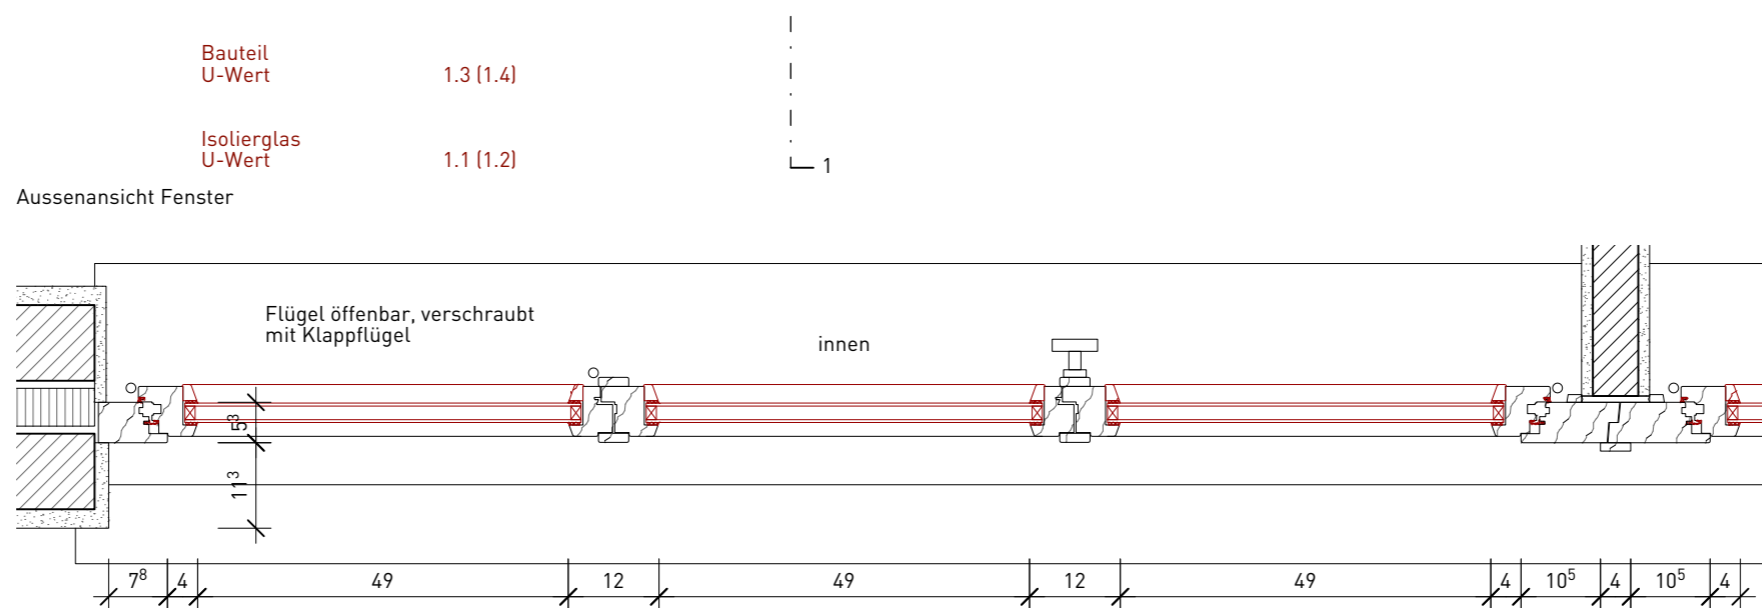 Bauteil
U-Wert 1.3 (1.4)
Isolierglas
U-Wert 1.1 (1.2)
1
Aussenansicht Fenster
Flügel öffenbar, verschraubt
mit Klappflügel
innen
5³
11³
7⁸ 4 49 12 49 12 49 4 10⁵ 4 10⁵ 4